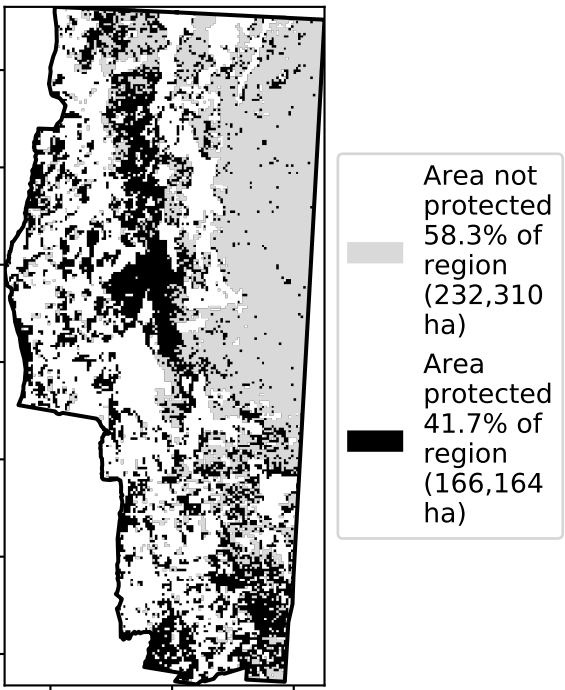 Area not
protected
58.3% of
region
(232,310
ha)
Area
protected
41.7% of
region
(166,164
ha)